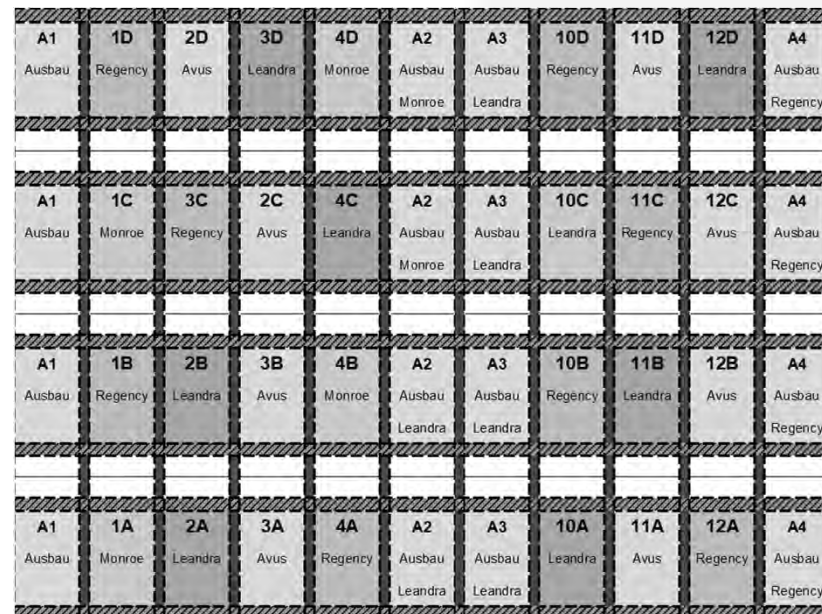 A1 1D 2D 3D 4D A2 A3 10D 11D 12D A4
Ausbau Regency Avus Leandra Monroe Ausbau Ausbau Regency Avus Leandra Ausbau
Monroe Leandra Regency
A1 1C 3C 2C 4C A2 A3 10C 11C 12C A4
Ausbau Monroe Regency Avus Leandra Ausbau Ausbau Leandra Regency Avus Ausbau
Monroe Leandra Regency
A1 1B 2B 3B 4B A2 A3 10B 11B 12B A4
Ausbau Regency Leandra Avus Monroe Ausbau Ausbau Regency Leandra Avus Ausbau
Leandra Leandra Regency
A1 1A 2A 3A 4A A2 A3 10A 11A 12A A4
Ausbau Monroe Leandra Avus Regency Ausbau Ausbau Leandra Avus Regency Ausbau
Leandra Leandra Regency